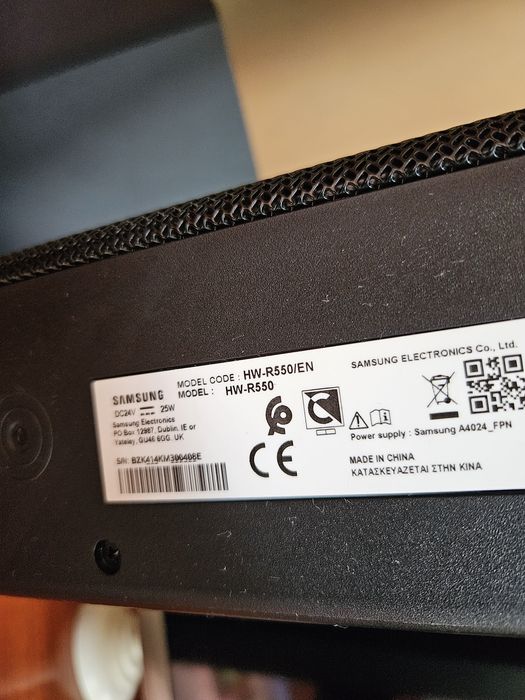 SAMSUNG
DC24V ⎓ 25W
Samsung Electronics
PO Box 12987, Dublin. IE or
Yateley, GU46 6GG. UK
S/N: BZK414KM300408E
MODEL CODE : HW-R550/EN
MODEL : HW-R550
CE
SAMSUNG ELECTRONICS Co., Ltd.
Power supply : Samsung A4024_FPN
MADE IN CHINA
ΚΑΤΑΣΚΕΥΑΖΕΤΑΙ ΣΤΗΝ ΚΙΝΑ